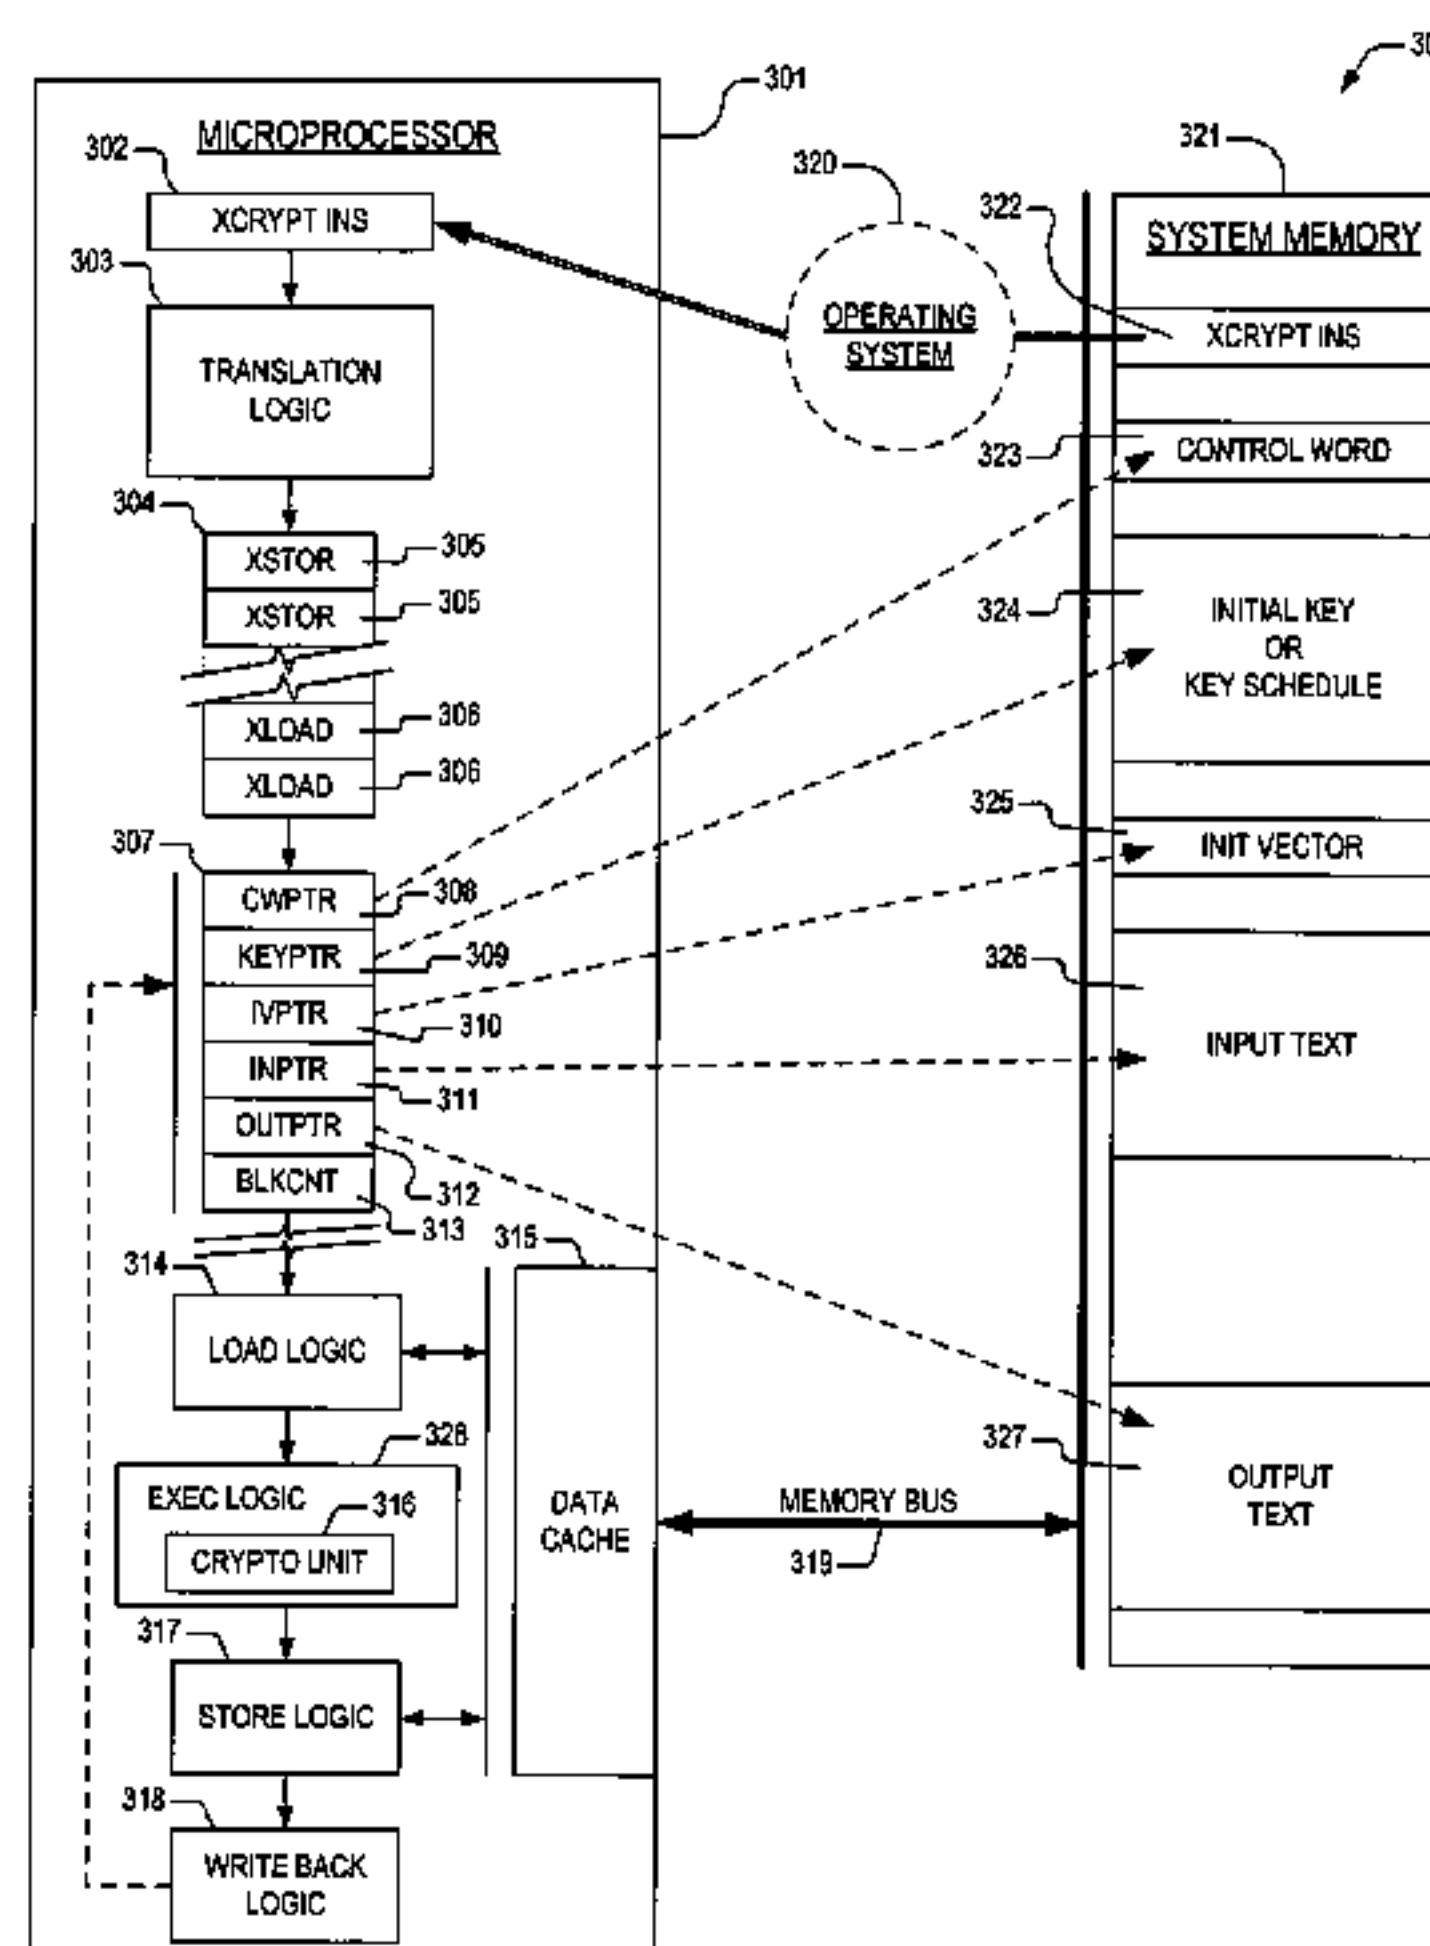 301
MICROPROCESSOR
302
XCRYPT INS
303
TRANSLATION
LOGIC
304
XSTOR
305
XSTOR
305
XLOAD
306
XLOAD
306
307
CWPTR
308
KEYPTR
309
IVPTR
310
INPTR
311
OUTPTR
312
BLKCNT
313
314
LOAD LOGIC
315
DATA
CACHE
328
EXEC LOGIC
316
CRYPTO UNIT
317
STORE LOGIC
318
WRITE BACK
LOGIC
320
OPERATING
SYSTEM
MEMORY BUS
319
321
SYSTEM MEMORY
322
XCRYPT INS
323
CONTROL WORD
324
INITIAL KEY
OR
KEY SCHEDULE
325
INIT VECTOR
326
INPUT TEXT
327
OUTPUT
TEXT